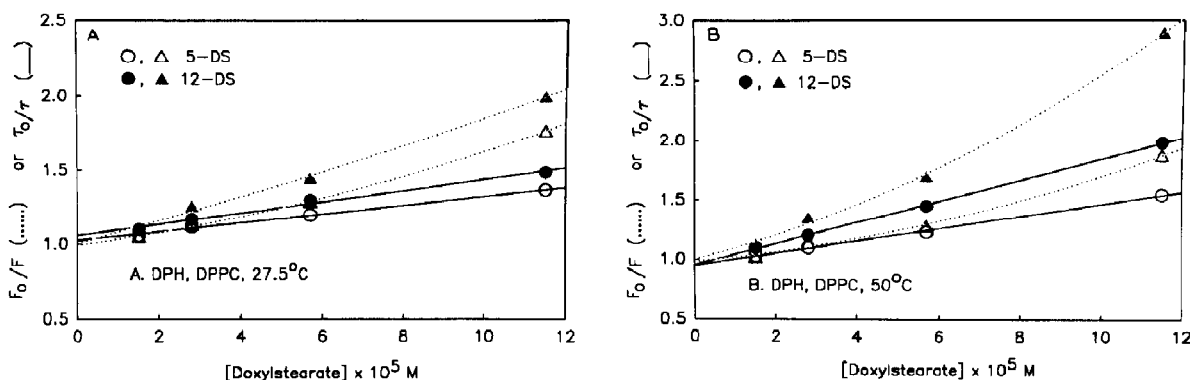 2.5
2.0
1.5
1.0
0.5
F₀/F (......) or τ₀/τ (__)
A
○, △ 5-DS
●, ▲ 12-DS
A. DPH, DPPC, 27.5°C
0 2 4 6 8 10 12
[Doxylstearate] x 10⁵ M
3.0
2.5
2.0
1.5
1.0
0.5
F₀/F (......) or τ₀/τ (__)
B
○, △ 5-DS
●, ▲ 12-DS
B. DPH, DPPC, 50°C
0 2 4 6 8 10 12
[Doxylstearate] x 10⁵ M